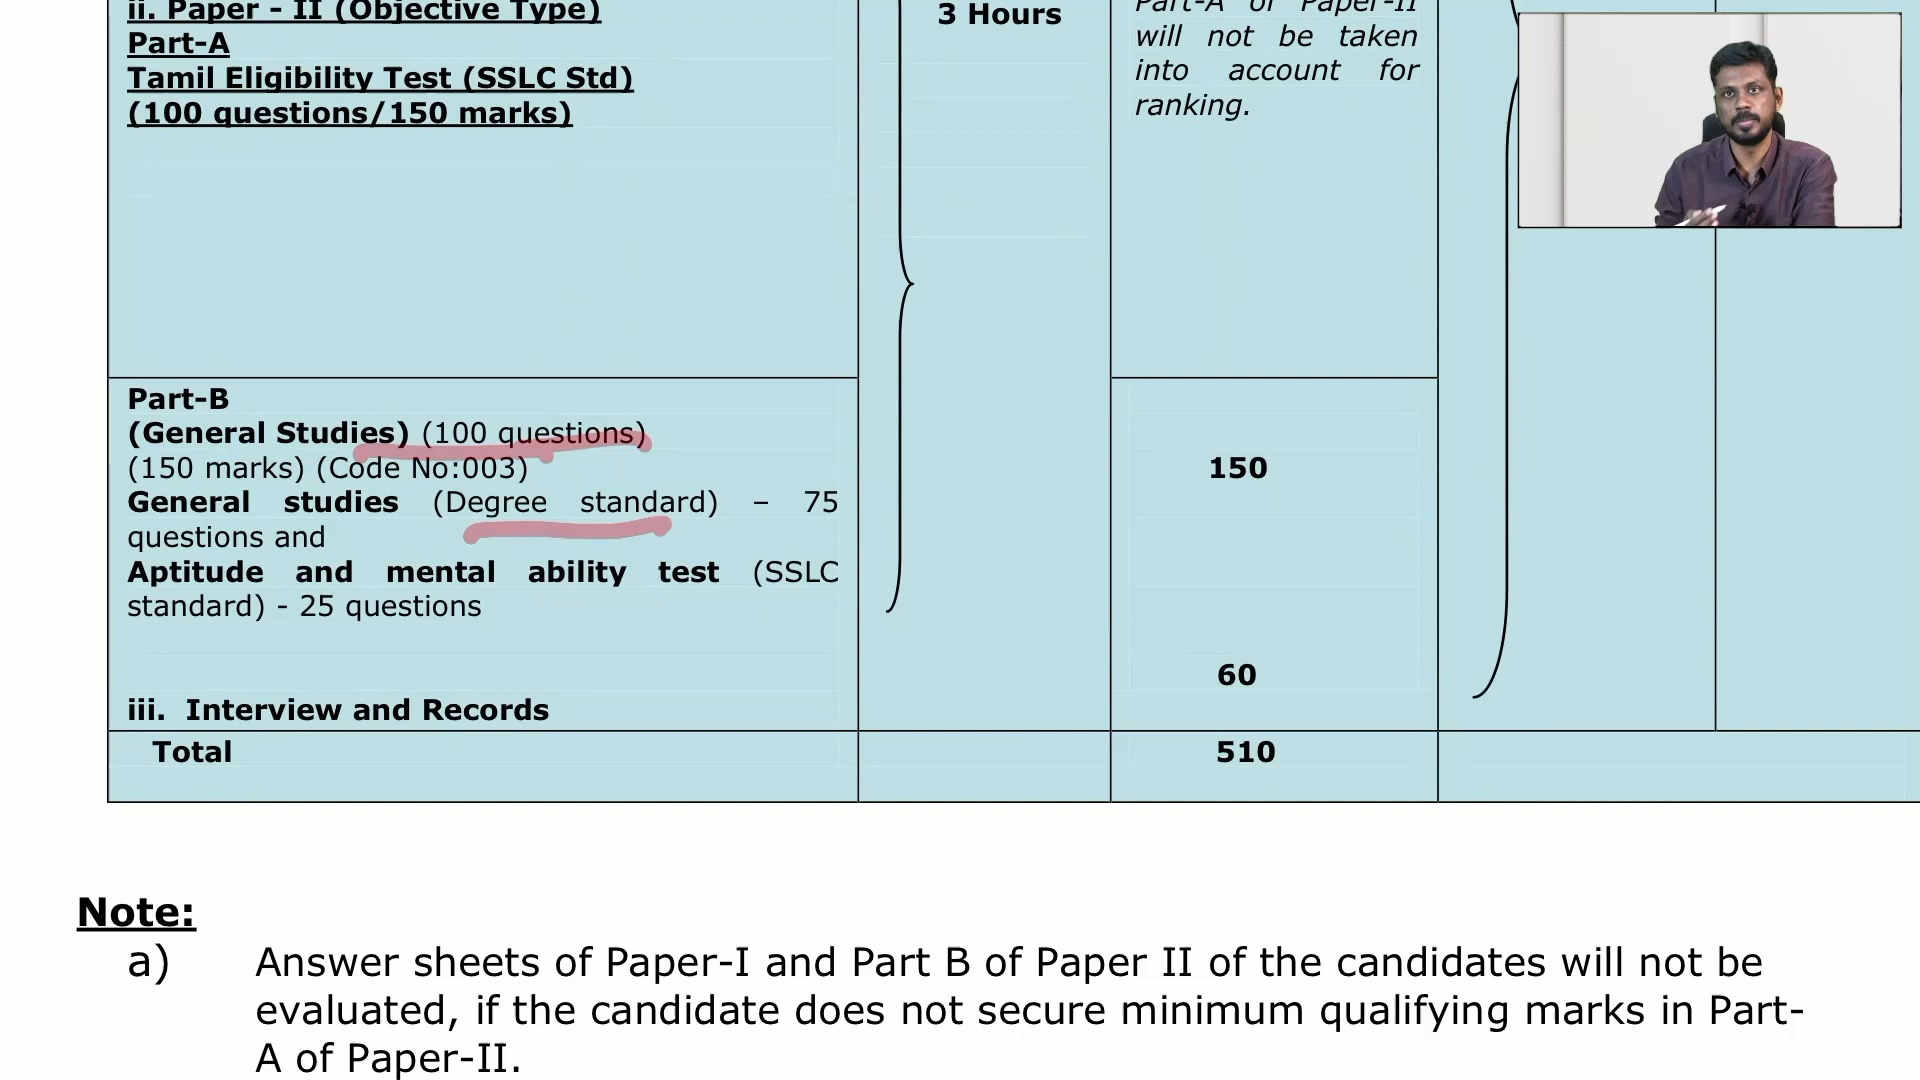 ii. Paper - II (Objective Type)
Part-A
Tamil Eligibility Test (SSLC Std)
(100 questions/150 marks)
3 Hours
Part-A of Paper-II
will not be taken
into account for
ranking.
Part-B
(General Studies) (100 questions)
(150 marks) (Code No:003)
General studies (Degree standard) – 75
questions and
Aptitude and mental ability test (SSLC
standard) - 25 questions
150
60
iii. Interview and Records
Total
510
Note:
a) Answer sheets of Paper-I and Part B of Paper II of the candidates will not be
evaluated, if the candidate does not secure minimum qualifying marks in Part-
A of Paper-II.